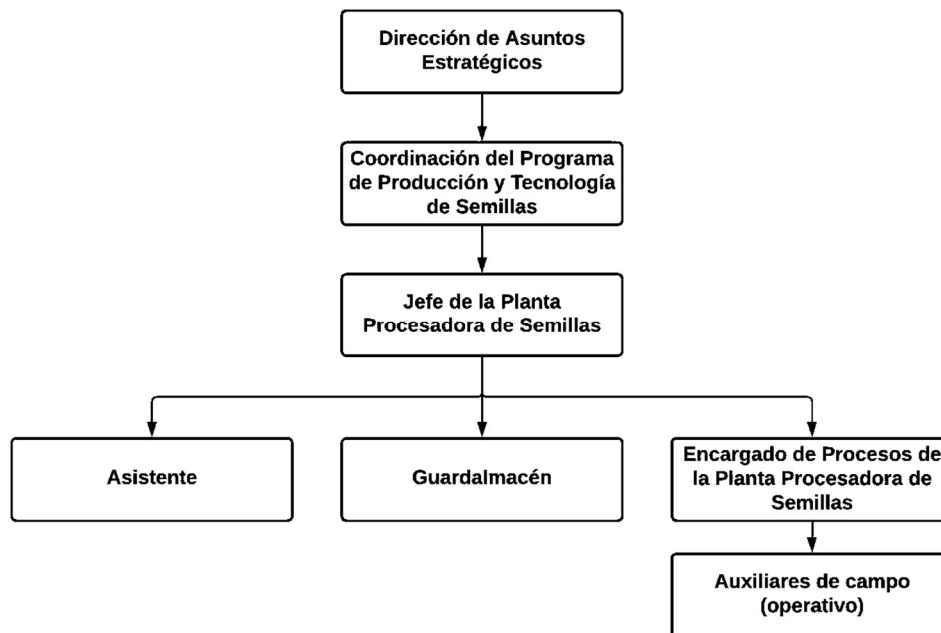 Dirección de Asuntos
Estratégicos
Coordinación del Programa
de Producción y Tecnología
de Semillas
Jefe de la Planta
Procesadora de Semillas
Asistente
Guardalmacén
Encargado de Procesos de
la Planta Procesadora de
Semillas
Auxiliares de campo
(operativo)